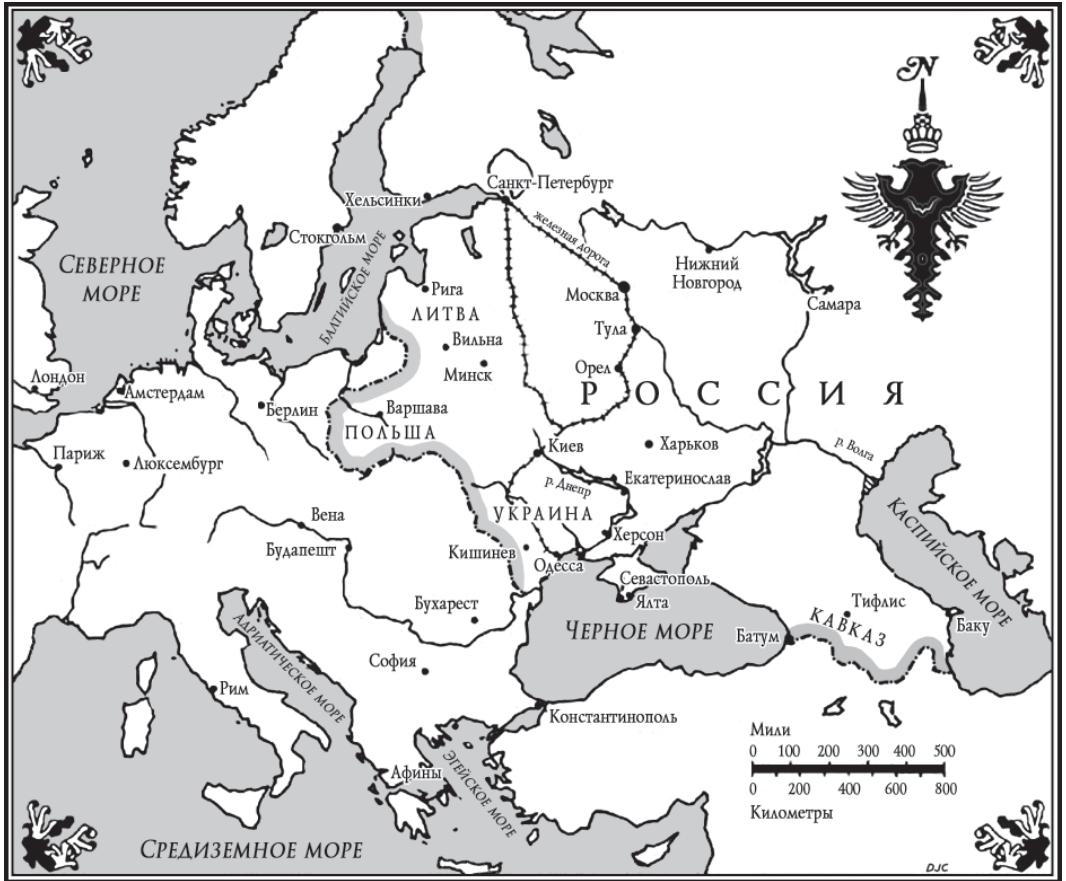 N
Санкт-Петербург
Хельсинки
Стокгольм
железная дорога
СЕВЕРНОЕ
МОРЕ
БАЛТИЙСКОЕ МОРЕ
Нижний
Новгород
Рига
Москва
Самара
ЛИТВА
Тула
Вильна
Минск
Орел
Лондон
Амстердам
Берлин
Варшава
РОССИЯ
ПОЛЬША
Париж
Люксембург
Киев
Харьков
р. Волга
р. Днепр
Екатеринослав
УКРАИНА
КАСПИЙСКОЕ МОРЕ
Вена
Будапешт
Кишинев
Одесса
Херсон
Севастополь
Ялта
Бухарест
ЧЕРНОЕ МОРЕ
Батум
КАВКАЗ
Тифлис
Баку
АДРИАТИЧЕСКОЕ МОРЕ
София
Рим
Константинополь
Афины
ЭГЕЙСКОЕ МОРЕ
Мили
0 100 200 300 400 500
0 200 400 600 800
Километры
СРЕДИЗЕМНОЕ МОРЕ
DJC